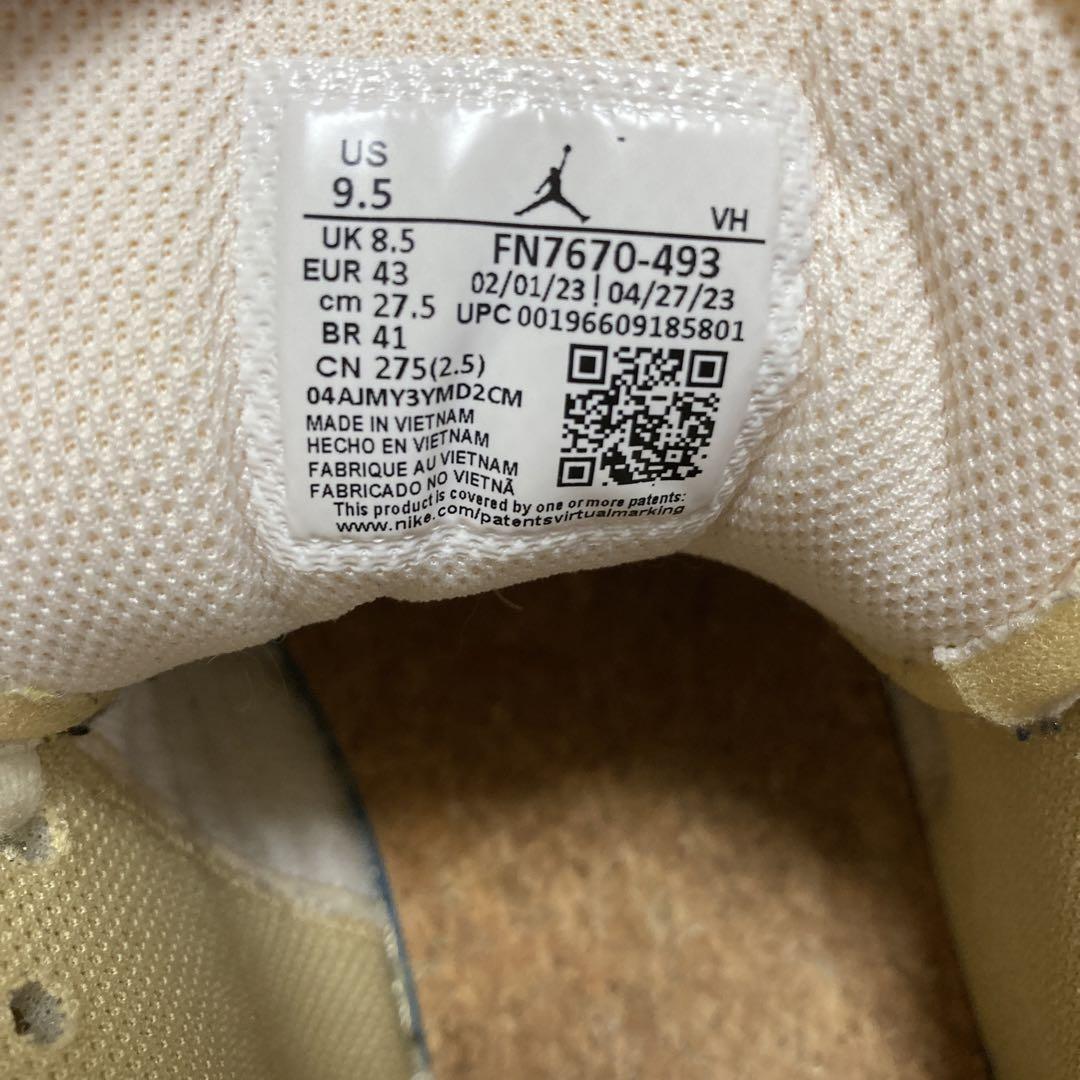 US
9.5
VH
UK 8.5
EUR 43
cm 27.5
BR 41
CN 275(2.5)
FN7670-493
02/01/23 | 04/27/23
UPC 00196609185801
04AJMY3YMD2CM
MADE IN VIETNAM
HECHO EN VIETNAM
FABRIQUE AU VIETNAM
FABRICADO NO VIETNÃ
This product is covered by one or more patents:
www.nike.com/patentsvirtualmarking